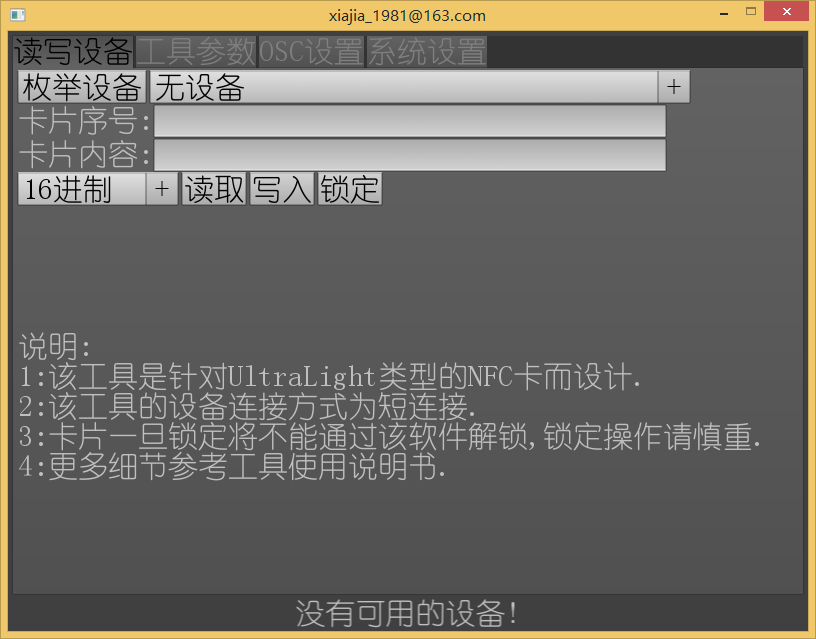 xiajia_1981@163.com
读写设备 工具参数 OSC设置 系统设置
枚举设备 无设备 +
卡片序号:
卡片内容:
16进制 + 读取 写入 锁定
说明:
1:该工具是针对UltraLight类型的NFC卡而设计.
2:该工具的设备连接方式为短连接.
3:卡片一旦锁定将不能通过该软件解锁,锁定操作请慎重.
4:更多细节参考工具使用说明书.
没有可用的设备!